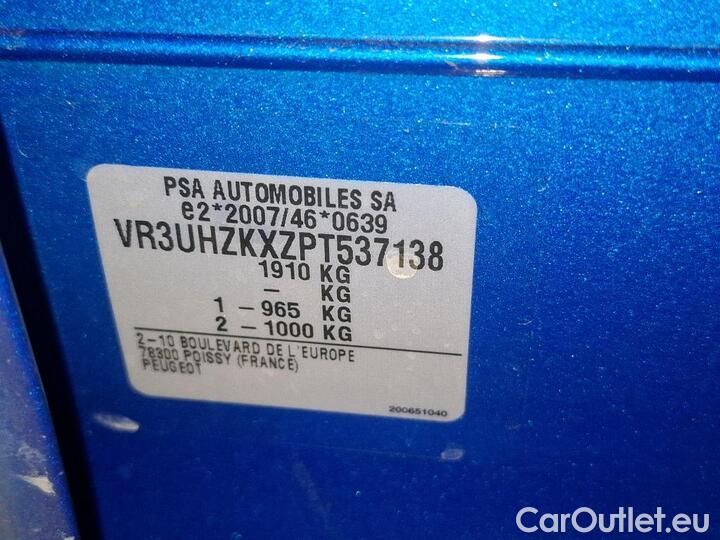 PSA AUTOMOBILES SA
e2*2007/46*0639
VR3UHZKXZPT537138
1910 KG
- KG
1 - 965 KG
2 - 1000 KG
2-10 BOULEVARD DE L'EUROPE
78300 POISSY (FRANCE)
PEUGEOT
200651040
CarOutlet.eu